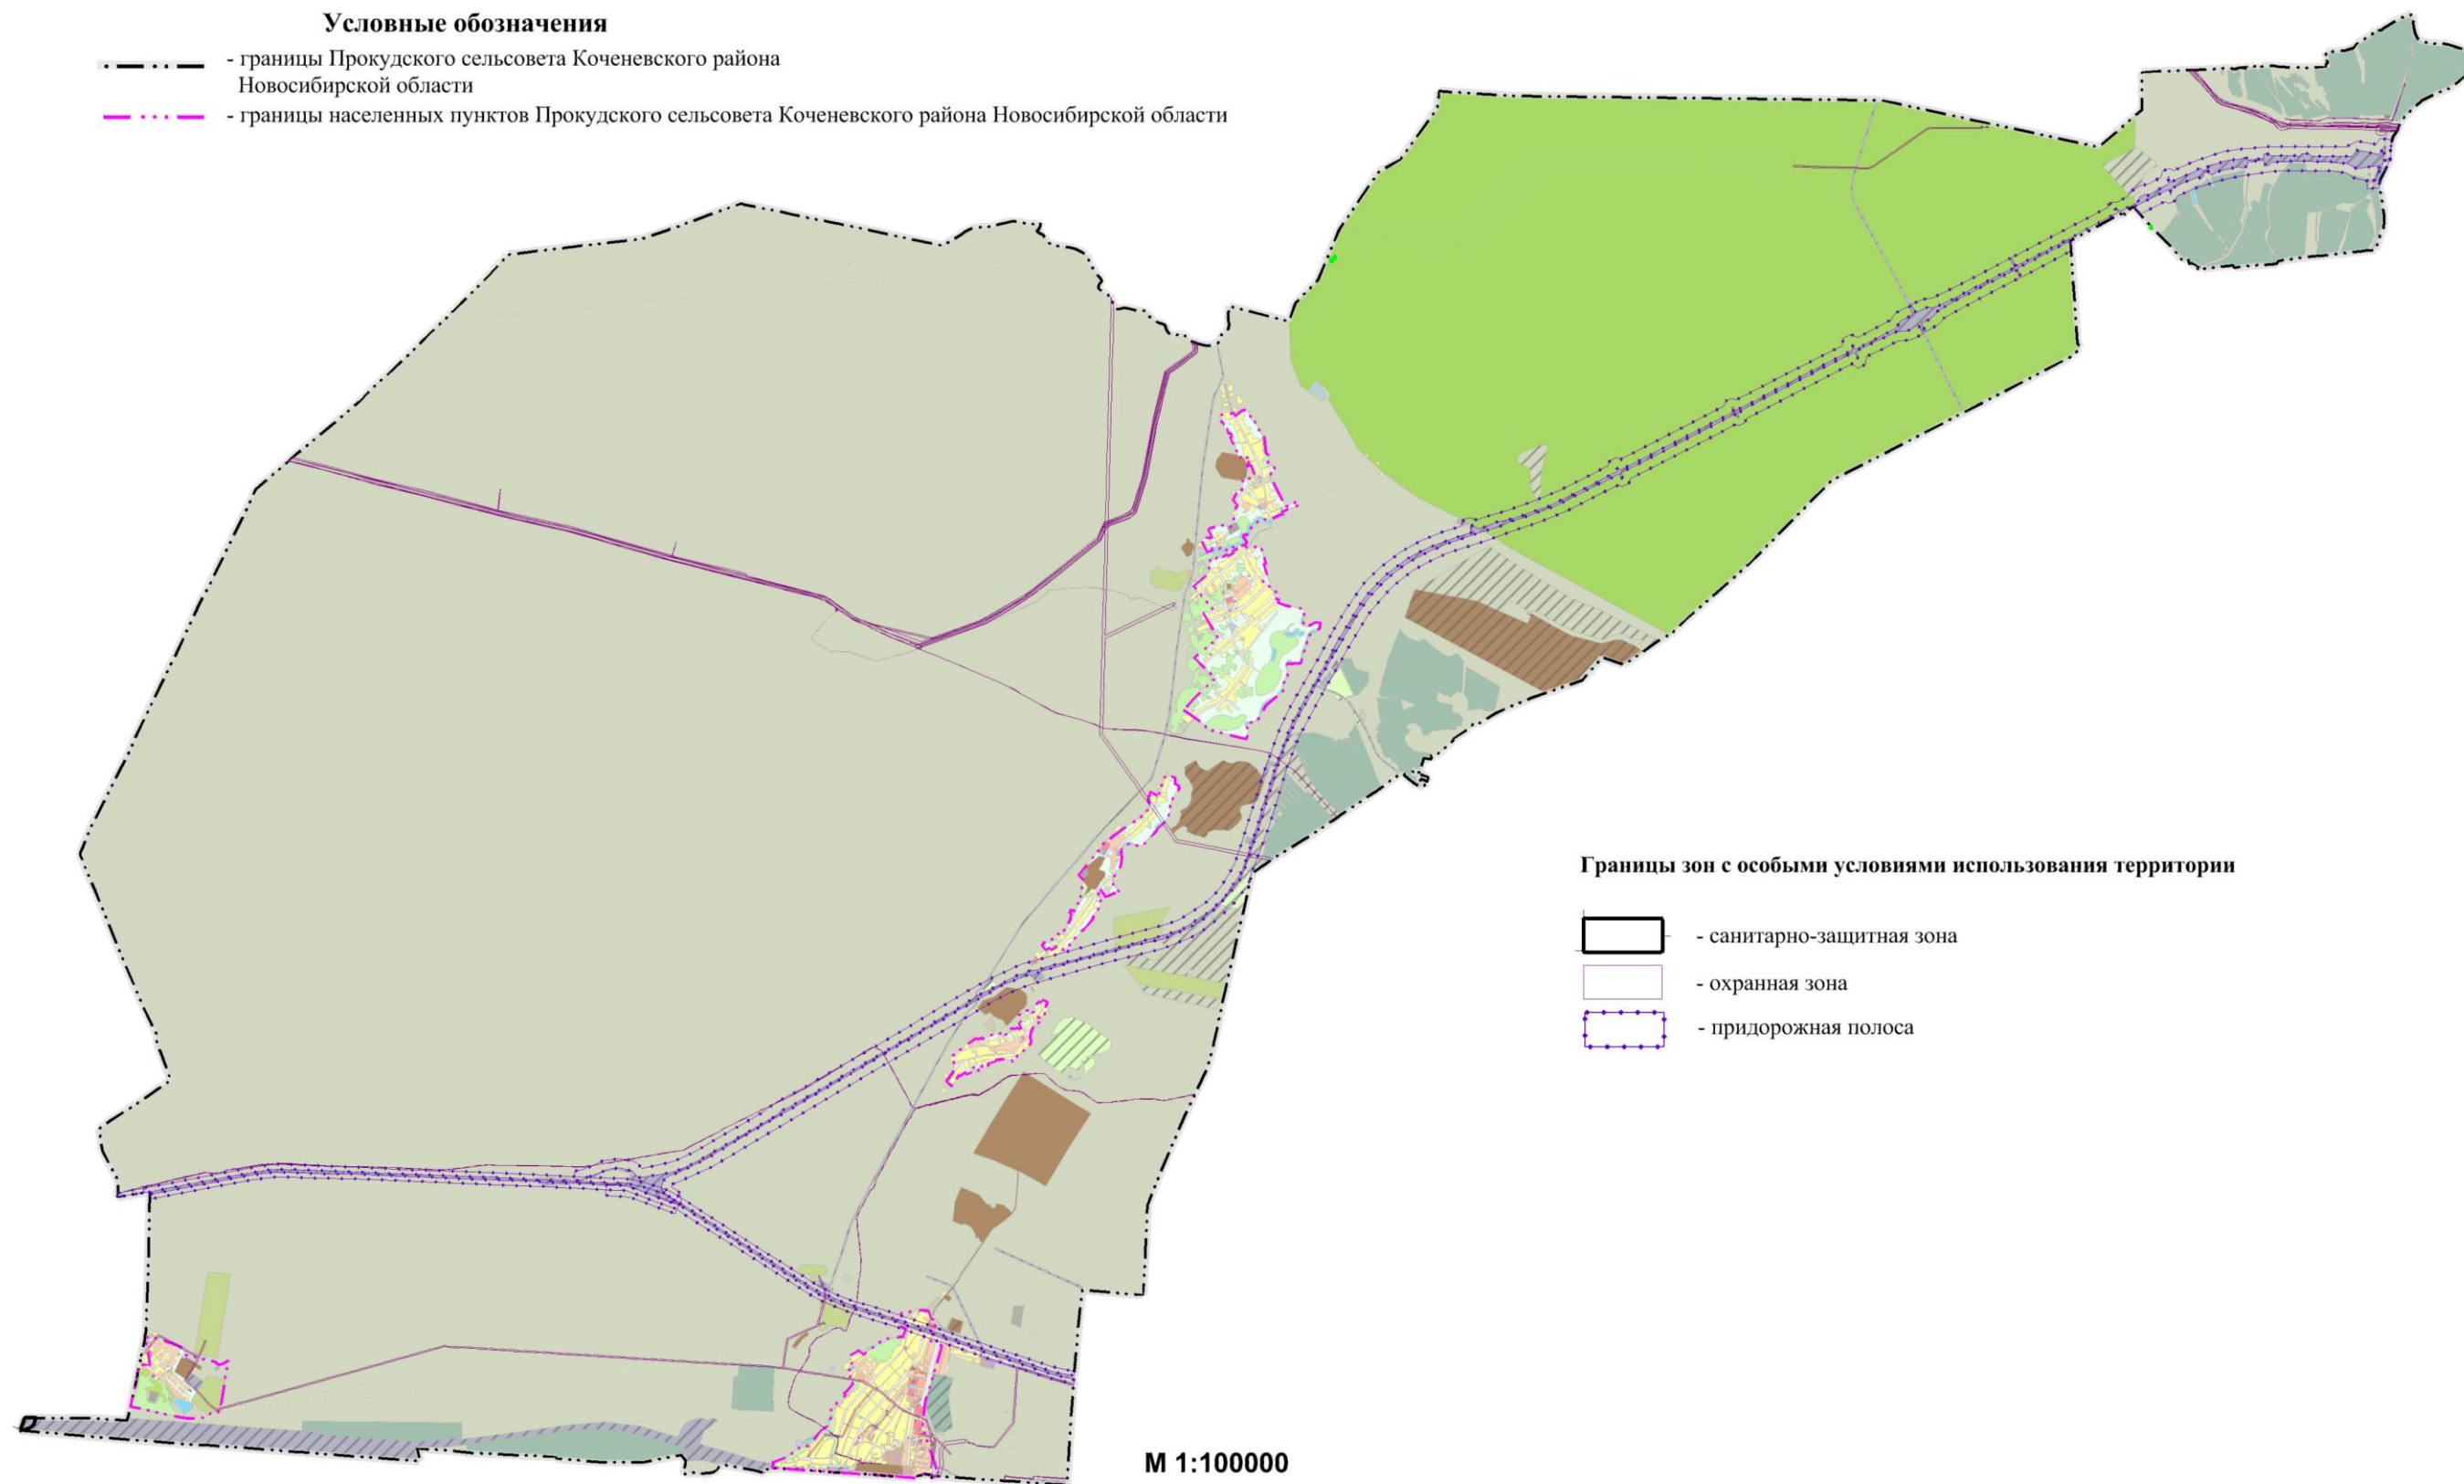 Условные обозначения
- границы Прокудского сельсовета Коченевского района
Новосибирской области
- границы населенных пунктов Прокудского сельсовета Коченевского района Новосибирской области
Границы зон с особыми условиями использования территории
- санитарно-защитная зона
- охранная зона
- придорожная полоса
М 1:100000